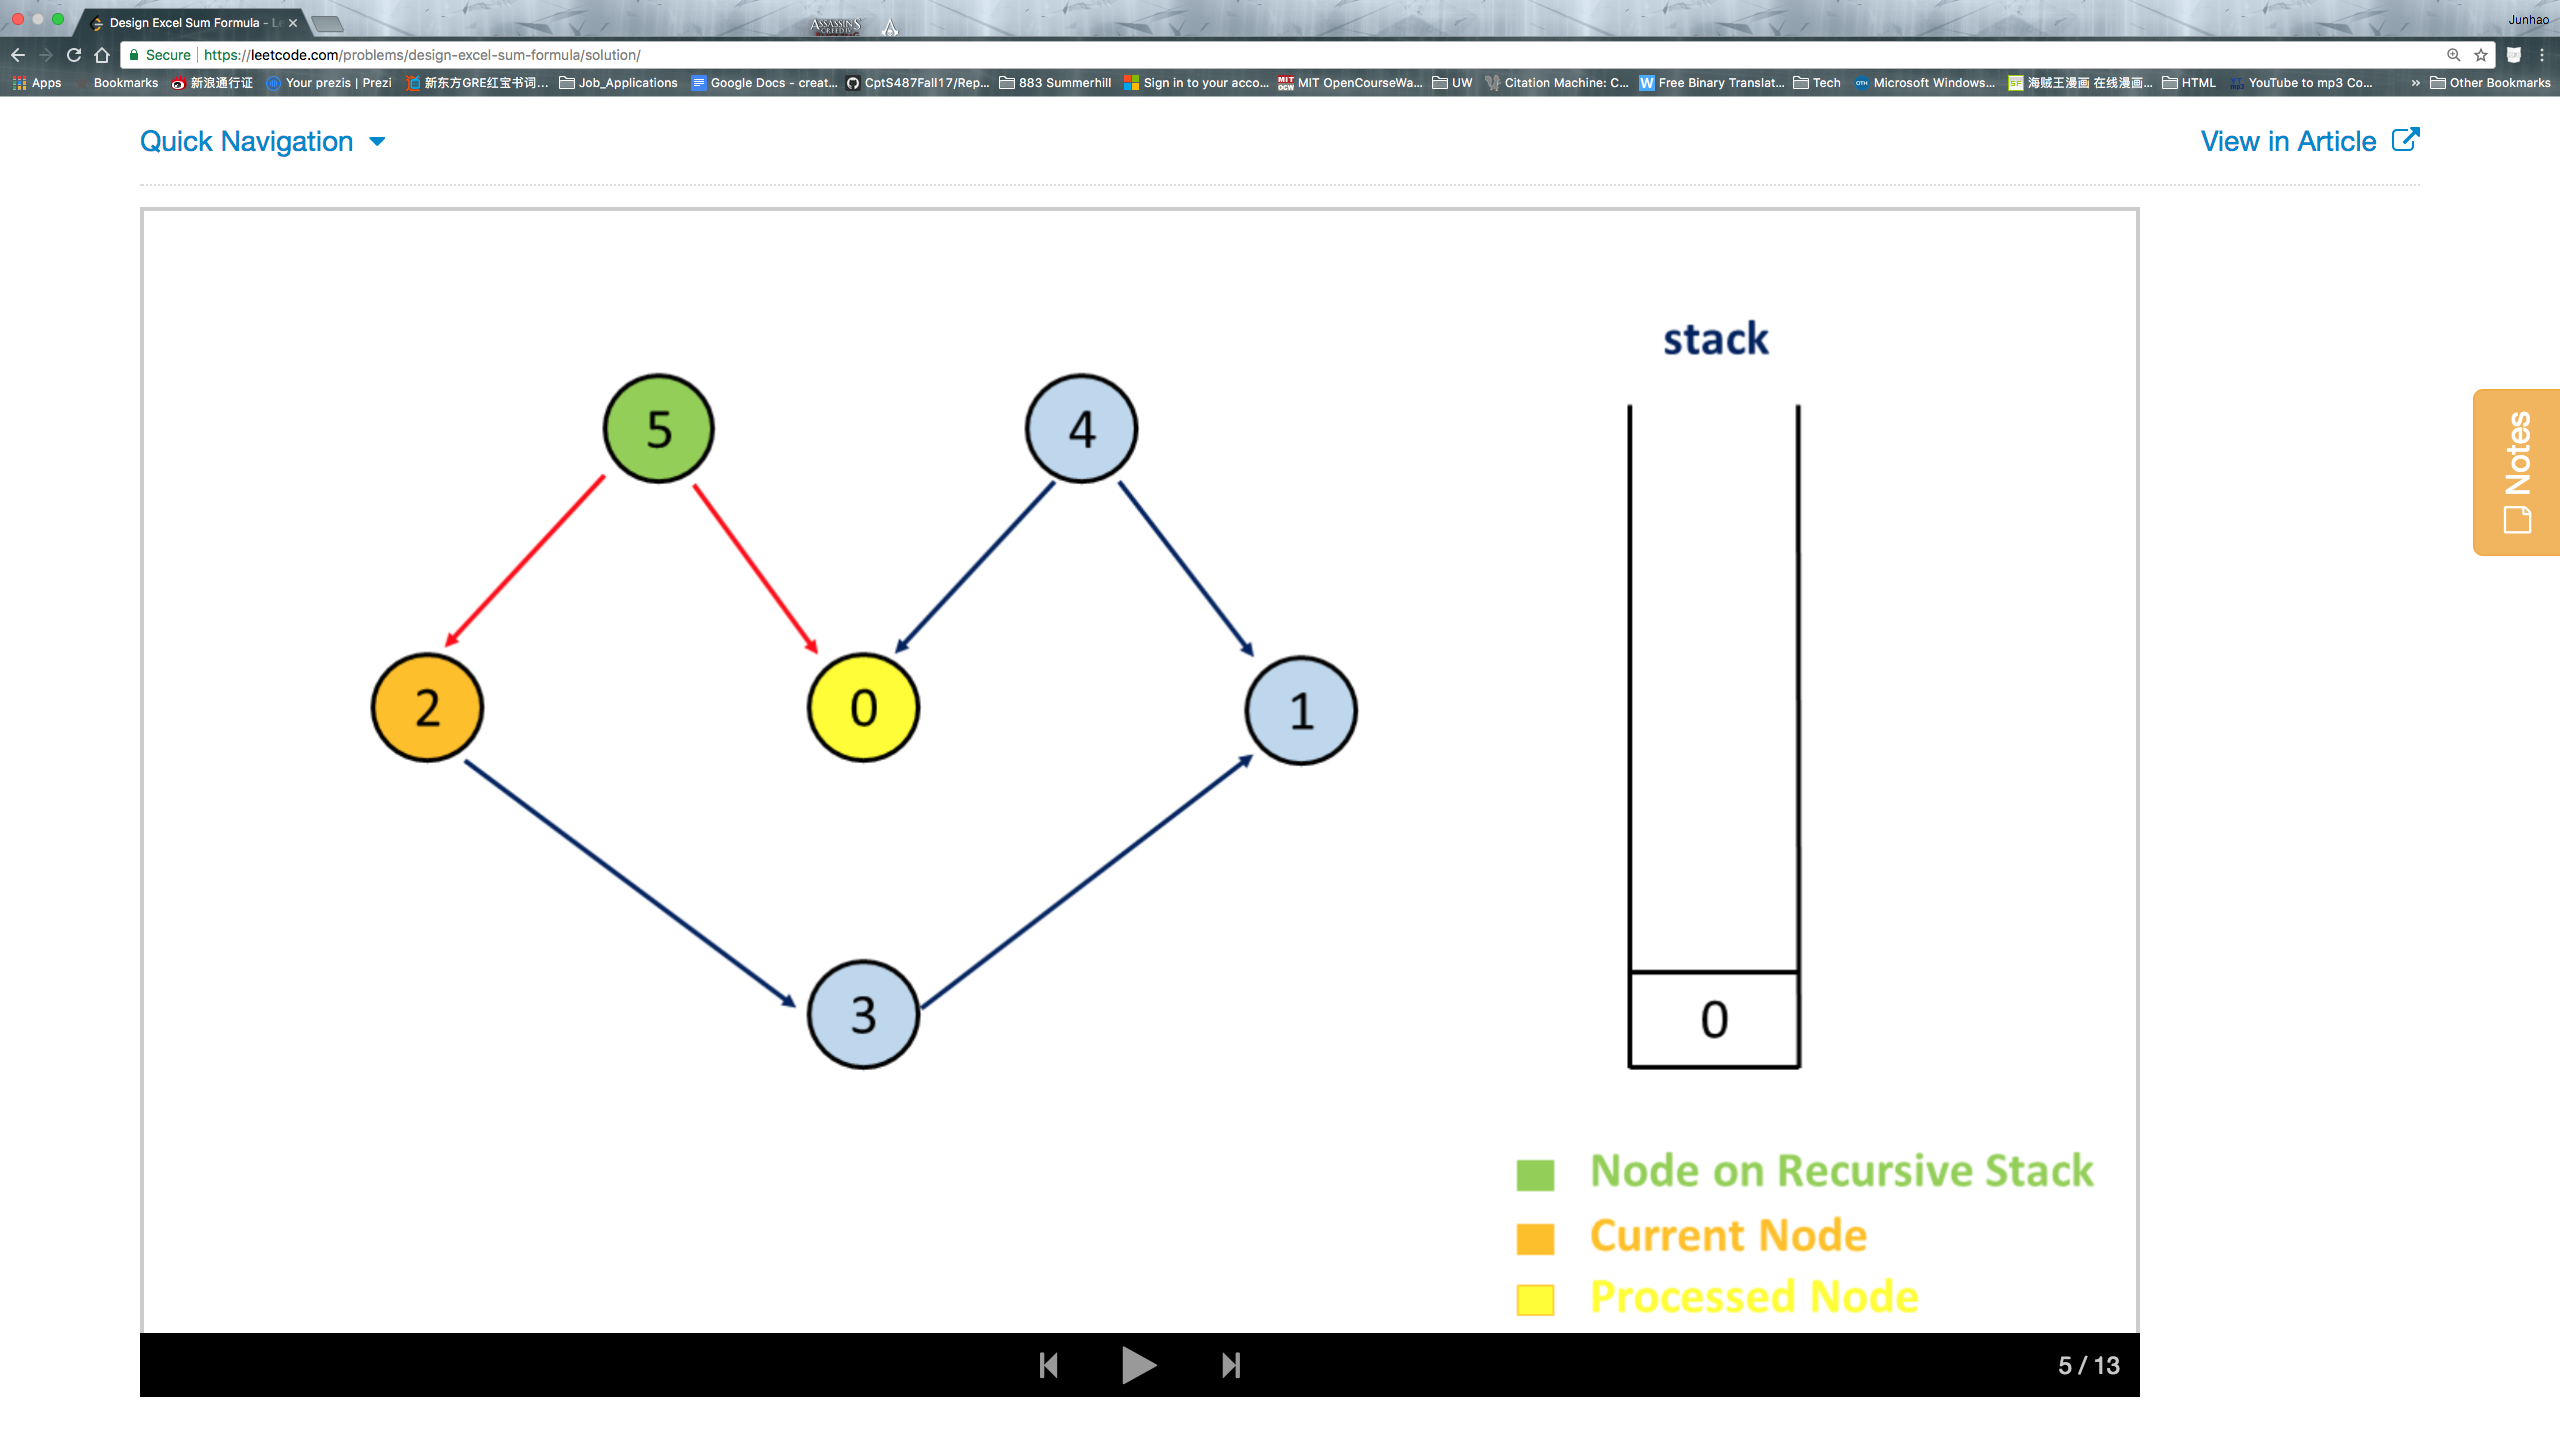 Design Excel Sum Formula - Le
ASSASSIN'S
Junhao
Secure | https://leetcode.com/problems/design-excel-sum-formula/solution/
Apps Bookmarks 新浪通行证 Your prezis | Prezi 新东方GRE红宝书词... Job_Applications Google Docs - creat... CptS487Fall17/Rep... 883 Summerhill Sign in to your acco... MIT OpenCourseWa... UW Citation Machine: C... Free Binary Translat... Tech Microsoft Windows... 海贼王漫画 在线漫画... HTML YouTube to mp3 Co... » Other Bookmarks
Quick Navigation
View in Article
stack
5
4
Notes
2
0
1
3
0
Node on Recursive Stack
Current Node
Processed Node
5 / 13